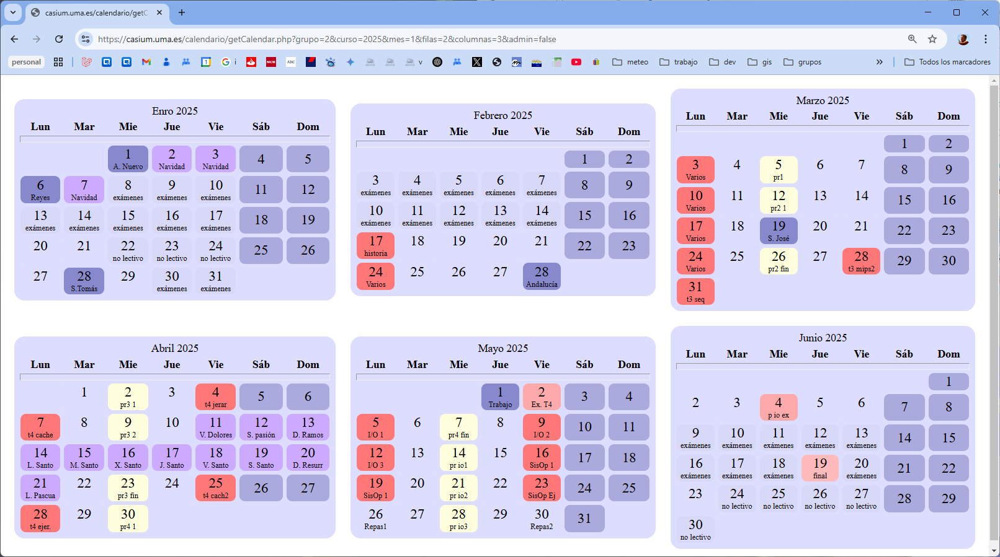 casium.uma.es/calendario/getC
https://casium.uma.es/calendario/getCalendar.php?grupo=2&curso=2025&mes=1&filas=2&columnas=3&admin=false
personal G i SUR ABC v meteo trabajo dev gis grupos » Todos los marcadores
Enro 2025
Lun Mar Mie Jue Vie Sáb Dom
1 2 3 4 5
A. Nuevo Navidad Navidad
6 7 8 9 10 11 12
Reyes Navidad exámenes exámenes exámenes
13 14 15 16 17 18 19
exámenes exámenes exámenes exámenes exámenes
20 21 22 23 24 25 26
no lectivo no lectivo no lectivo
27 28 29 30 31
S.Tomás exámenes exámenes
Febrero 2025
Lun Mar Mie Jue Vie Sáb Dom
1 2
3 4 5 6 7 8 9
exámenes exámenes exámenes exámenes exámenes
10 11 12 13 14 15 16
exámenes exámenes exámenes exámenes exámenes
17 18 19 20 21 22 23
historia
24 25 26 27 28
Varios Andalucía
Marzo 2025
Lun Mar Mie Jue Vie Sáb Dom
1 2
3 4 5 6 7 8 9
Varios pr1
10 11 12 13 14 15 16
Varios pr2 1
17 18 19 20 21 22 23
Varios S. José
24 25 26 27 28 29 30
Varios pr2 fin t3 mips2
31
t3 seq
Abril 2025
Lun Mar Mie Jue Vie Sáb Dom
1 2 3 4 5 6
pr3 1 t4 jerar
7 8 9 10 11 12 13
t4 cache pr3 2 V. Dolores S. pasión D. Ramos
14 15 16 17 18 19 20
L. Santo M. Santo X. Santo J. Santo V. Santo S. Santo D. Resurr
21 22 23 24 25 26 27
L. Pascua pr3 fin t4 cach2
28 29 30
t4 ejer. pr4 1
Mayo 2025
Lun Mar Mie Jue Vie Sáb Dom
1 2 3 4
Trabajo Ex. T4
5 6 7 8 9 10 11
I/O 1 pr4 fin I/O 2
12 13 14 15 16 17 18
I/O 3 pr io1 SisOp 1
19 20 21 22 23 24 25
SisOp 1 pr io2 SisOp Ej
26 27 28 29 30 31
Repas1 pr io3 Repas2
Junio 2025
Lun Mar Mie Jue Vie Sáb Dom
1
2 3 4 5 6 7 8
p io ex
9 10 11 12 13 14 15
exámenes exámenes exámenes exámenes exámenes
16 17 18 19 20 21 22
exámenes exámenes exámenes final exámenes
23 24 25 26 27 28 29
no lectivo no lectivo no lectivo no lectivo
30
no lectivo